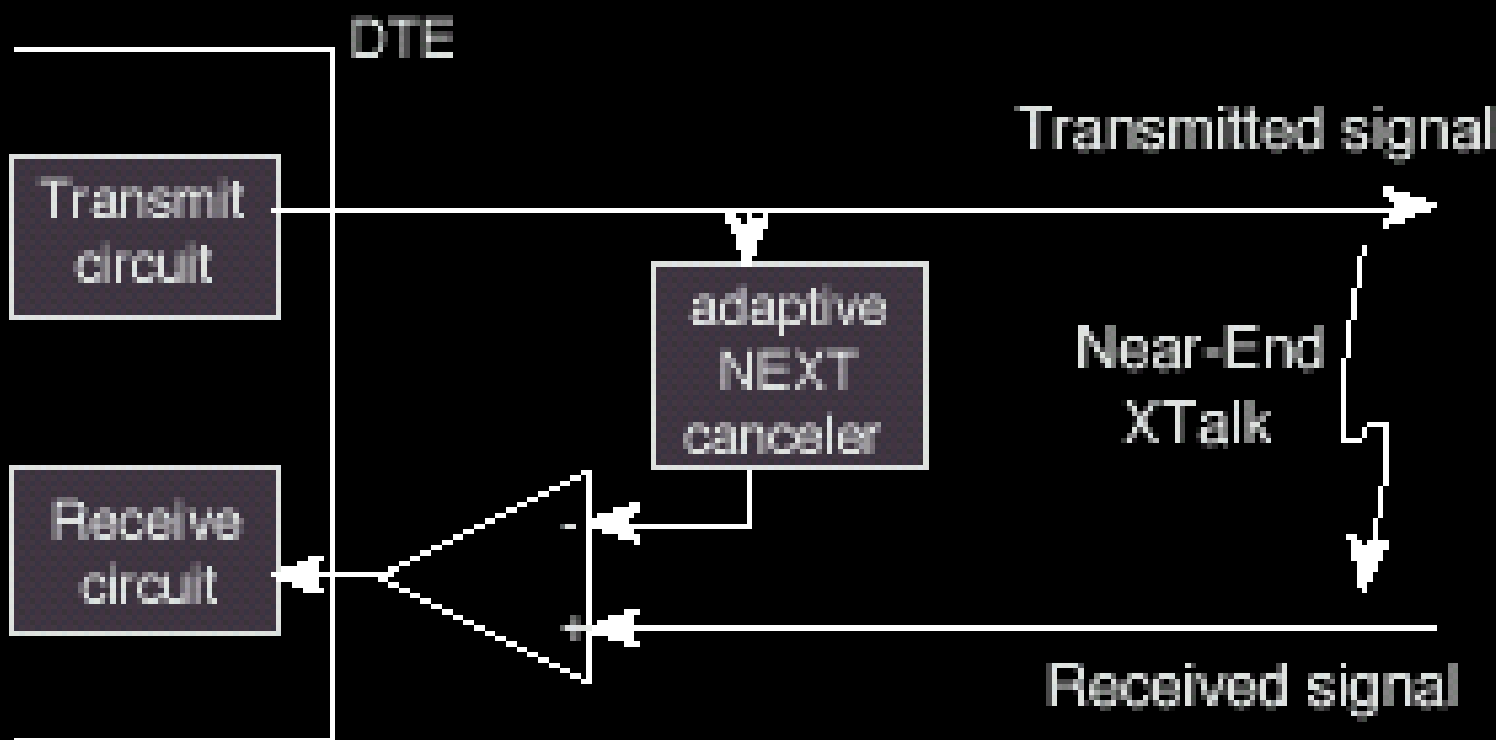 DTE
Transmitted signal
Transmit
circuit
adaptive
NEXT
canceler
Near-End
XTalk
Receive
circuit
-
+
Received signal